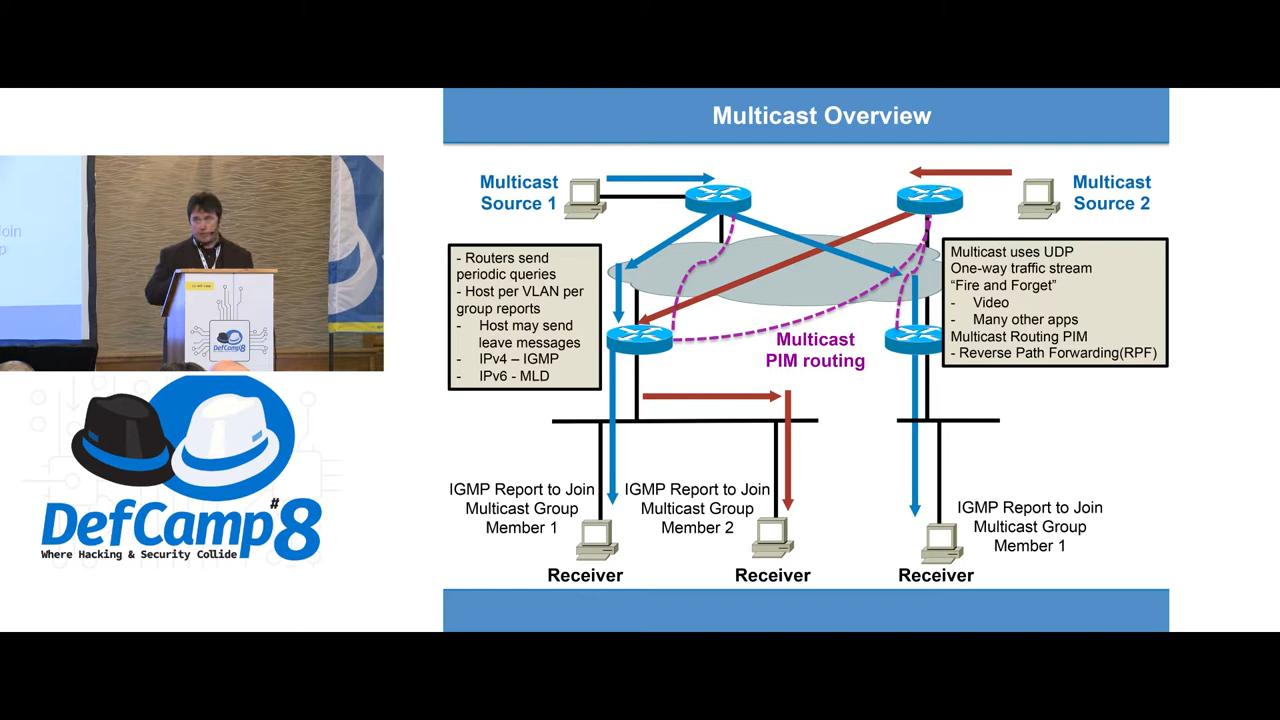 Multicast Overview
Multicast
Source 1
Multicast
Source 2
- Routers send
periodic queries
- Host per VLAN per
group reports
- Host may send
leave messages
- IPv4 – IGMP
- IPv6 - MLD
Multicast uses UDP
One-way traffic stream
“Fire and Forget”
- Video
- Many other apps
Multicast Routing PIM
- Reverse Path Forwarding(RPF)
Multicast
PIM routing
IGMP Report to Join
Multicast Group
Member 1
IGMP Report to Join
Multicast Group
Member 2
IGMP Report to Join
Multicast Group
Member 1
Receiver
Receiver
Receiver
oin
p
DefCamp 8
DefCamp#8
Where Hacking & Security Collide